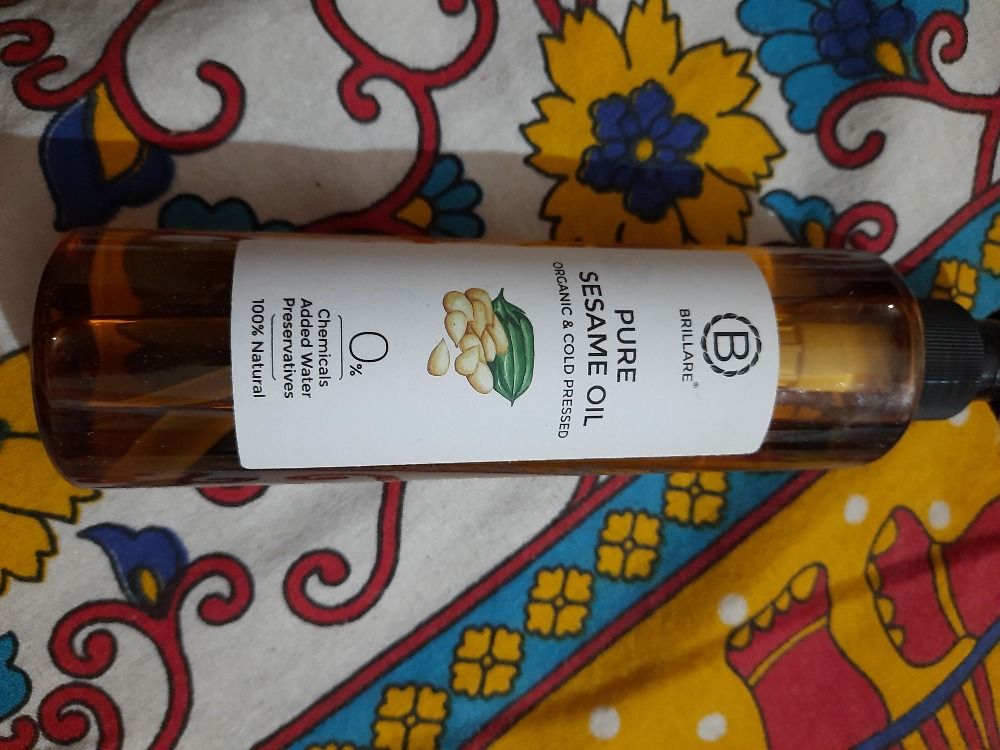 B
BRILLARE®
PURE
SESAME OIL
ORGANIC & COLD PRESSED
0%
Chemicals
Added Water
Preservatives
100% Natural